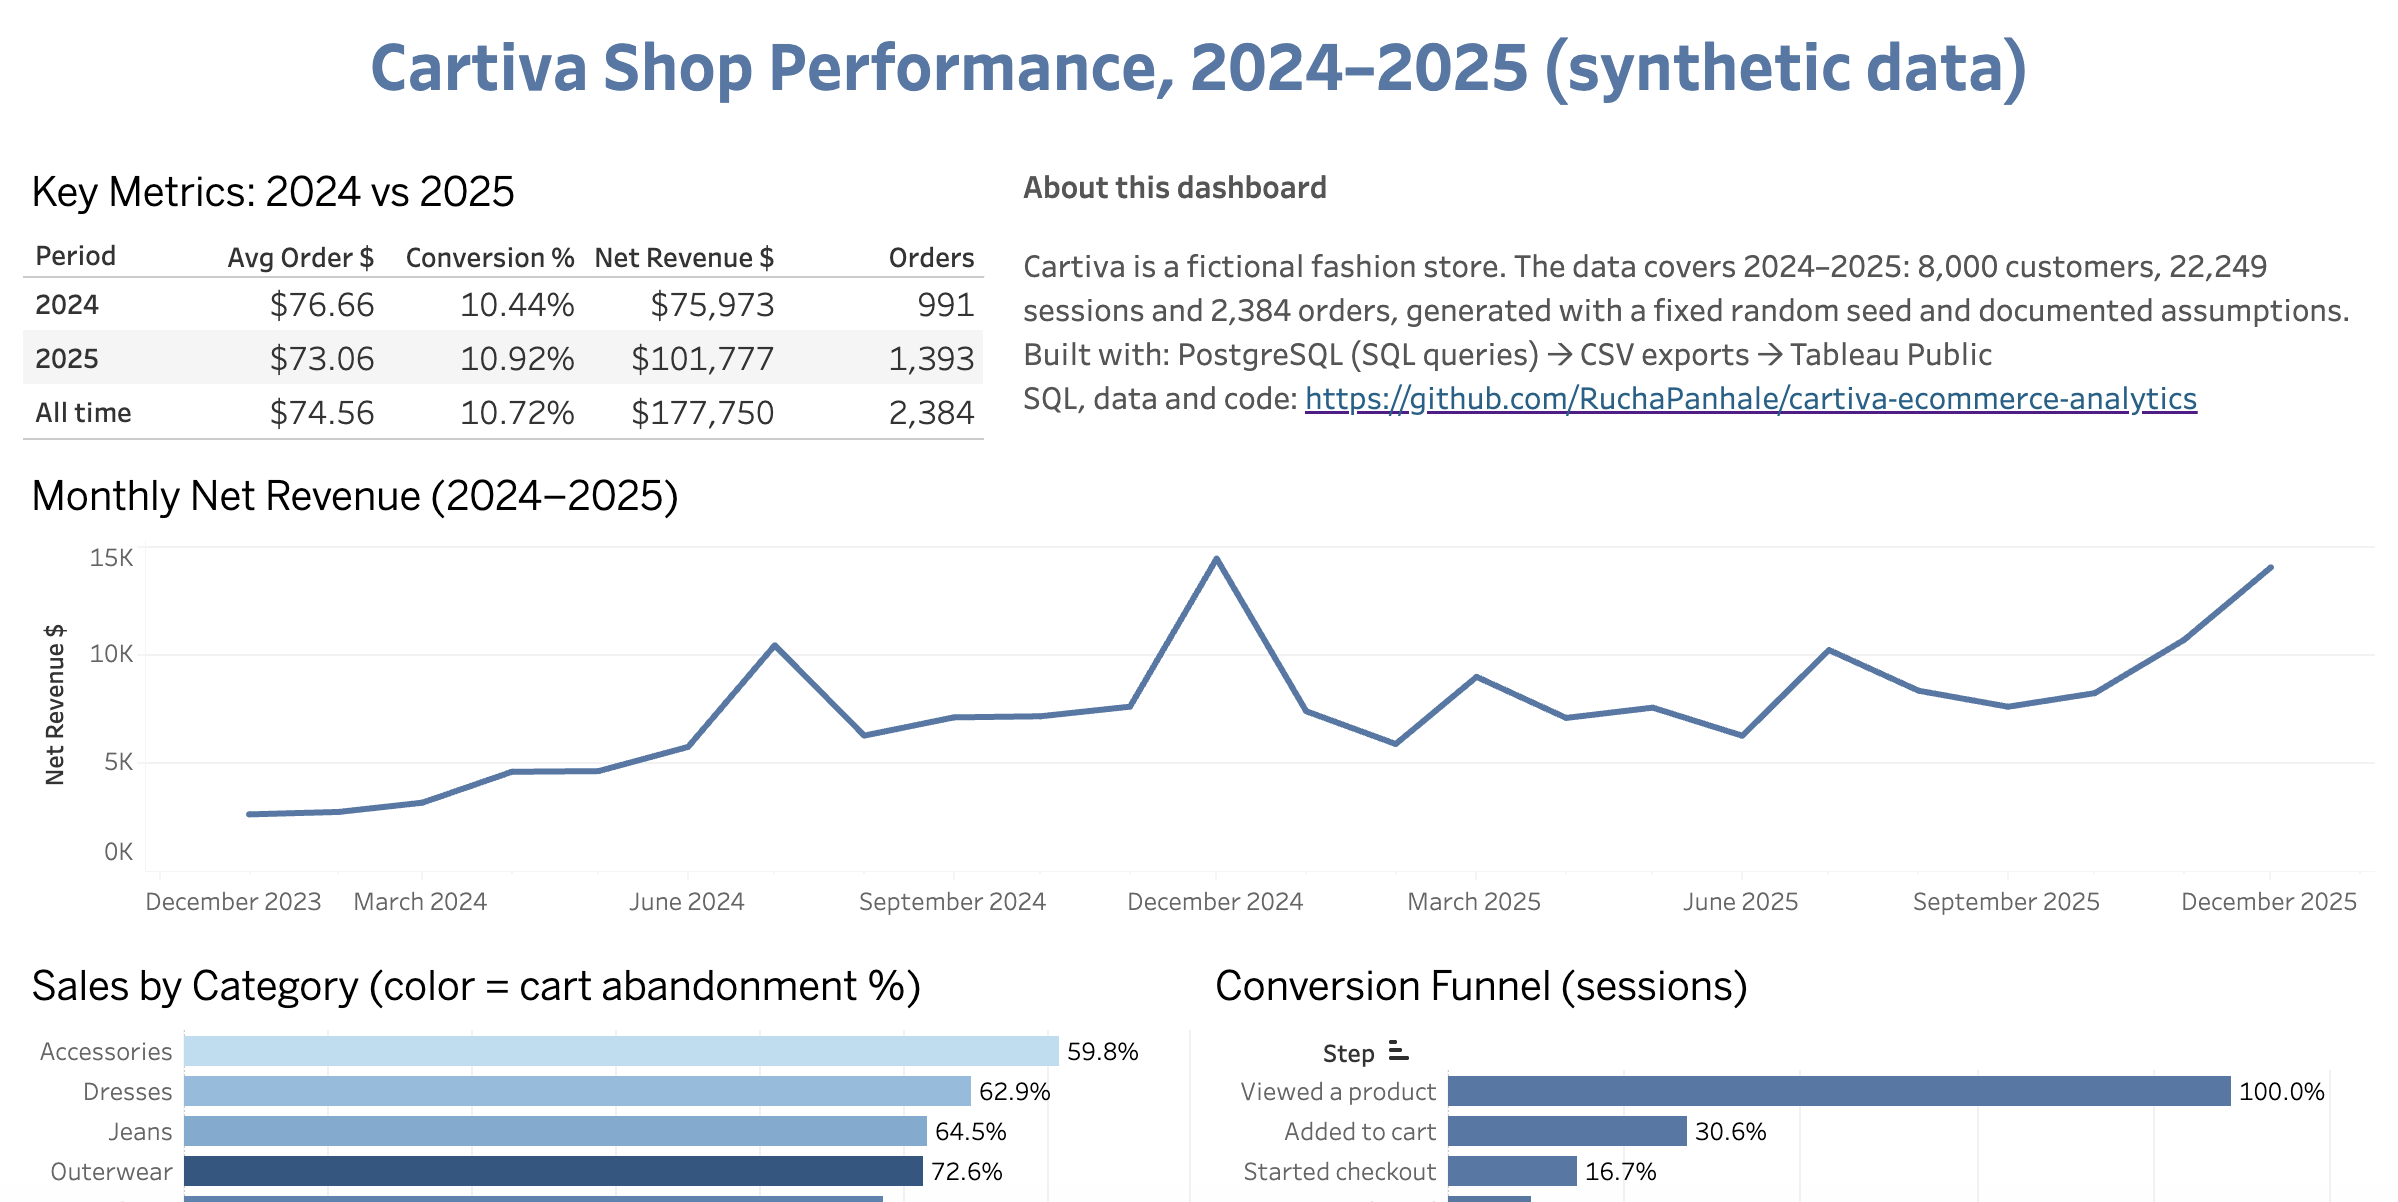 Cartiva Shop Performance, 2024–2025 (synthetic data)
Key Metrics: 2024 vs 2025
Period Avg Order $ Conversion % Net Revenue $ Orders
2024 $76.66 10.44% $75,973 991
2025 $73.06 10.92% $101,777 1,393
All time $74.56 10.72% $177,750 2,384
About this dashboard
Cartiva is a fictional fashion store. The data covers 2024–2025: 8,000 customers, 22,249
sessions and 2,384 orders, generated with a fixed random seed and documented assumptions.
Built with: PostgreSQL (SQL queries) → CSV exports → Tableau Public
SQL, data and code: https://github.com/RuchaPanhale/cartiva-ecommerce-analytics
Monthly Net Revenue (2024–2025)
Net Revenue $
15K
10K
5K
0K
December 2023 March 2024 June 2024 September 2024 December 2024 March 2025 June 2025 September 2025 December 2025
Sales by Category (color = cart abandonment %)
Accessories 59.8%
Dresses 62.9%
Jeans 64.5%
Outerwear 72.6%
Conversion Funnel (sessions)
Step
Viewed a product 100.0%
Added to cart 30.6%
Started checkout 16.7%